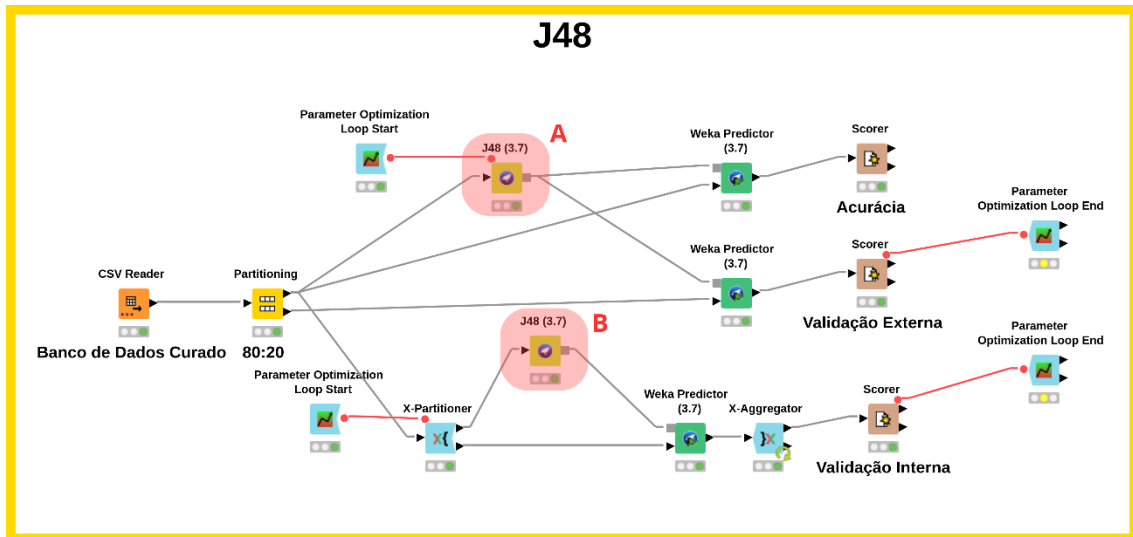 J48
Parameter Optimization
Loop Start
J48 (3.7)
A
Weka Predictor
(3.7)
Scorer
Acurácia
Parameter
Optimization Loop End
Weka Predictor
(3.7)
Scorer
Validação Externa
CSV Reader
Partitioning
Banco de Dados Curado
80:20
J48 (3.7)
B
Parameter
Optimization Loop End
Parameter Optimization
Loop Start
X-Partitioner
Weka Predictor
(3.7)
X-Aggregator
Scorer
Validação Interna